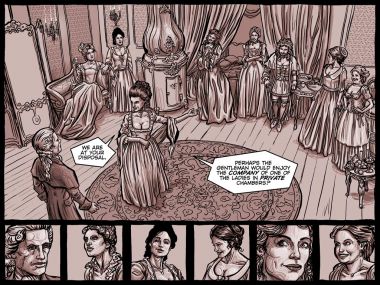 WE ARE
AT YOUR
DISPOSAL.
PERHAPS THE
GENTLEMAN WOULD ENJOY
THE COMPANY OF ONE OF
THE LADIES IN PRIVATE
CHAMBERS?